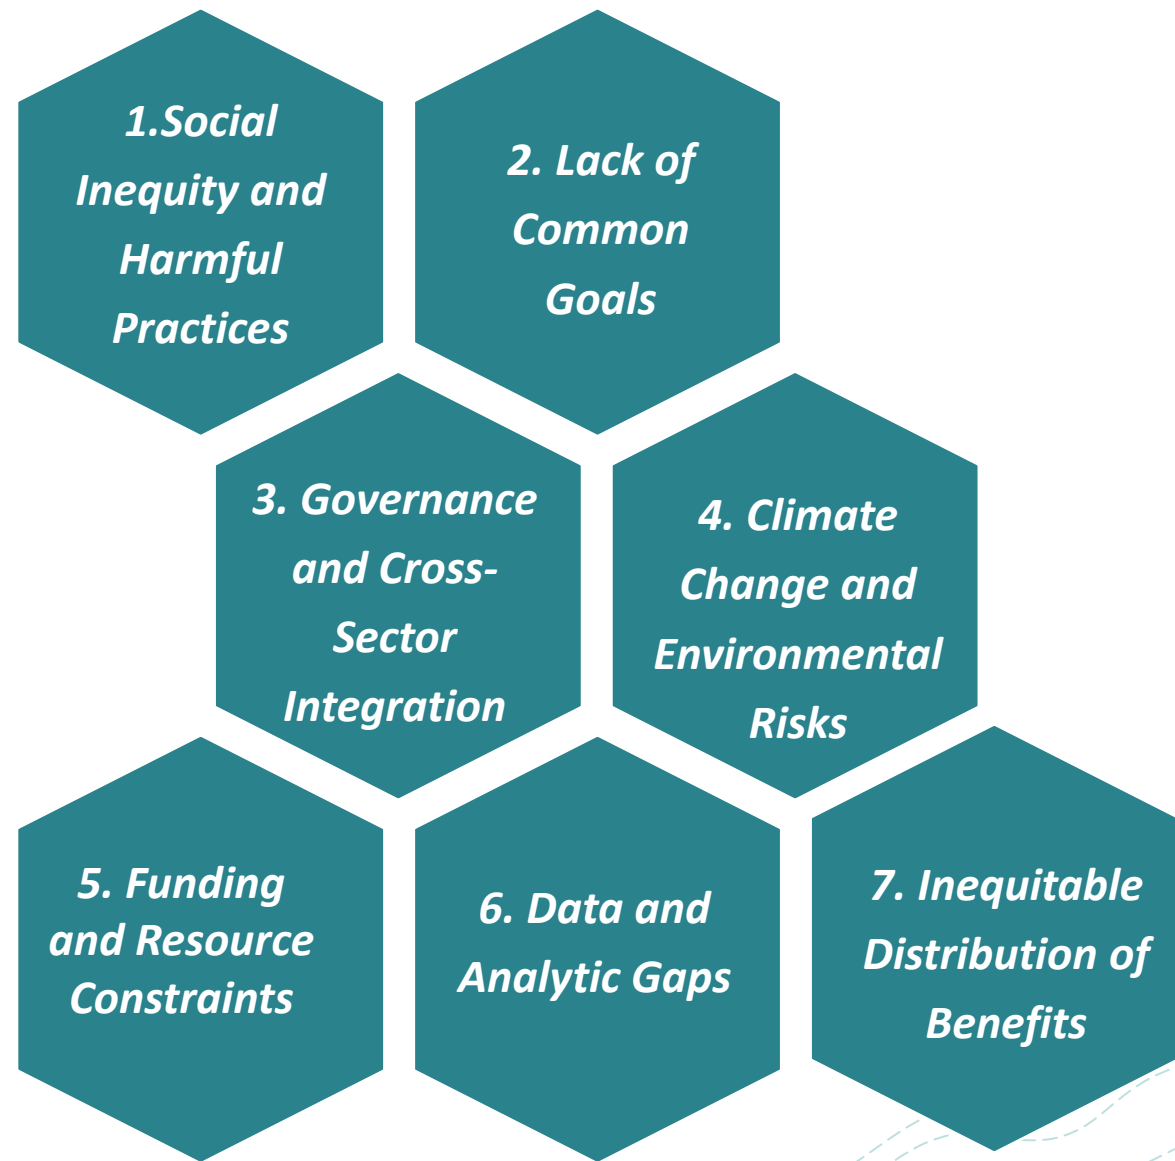 1.Social
Inequity and
Harmful
Practices
2. Lack of
Common
Goals
3. Governance
and Cross-
Sector
Integration
4. Climate
Change and
Environmental
Risks
5. Funding
and Resource
Constraints
6. Data and
Analytic Gaps
7. Inequitable
Distribution of
Benefits